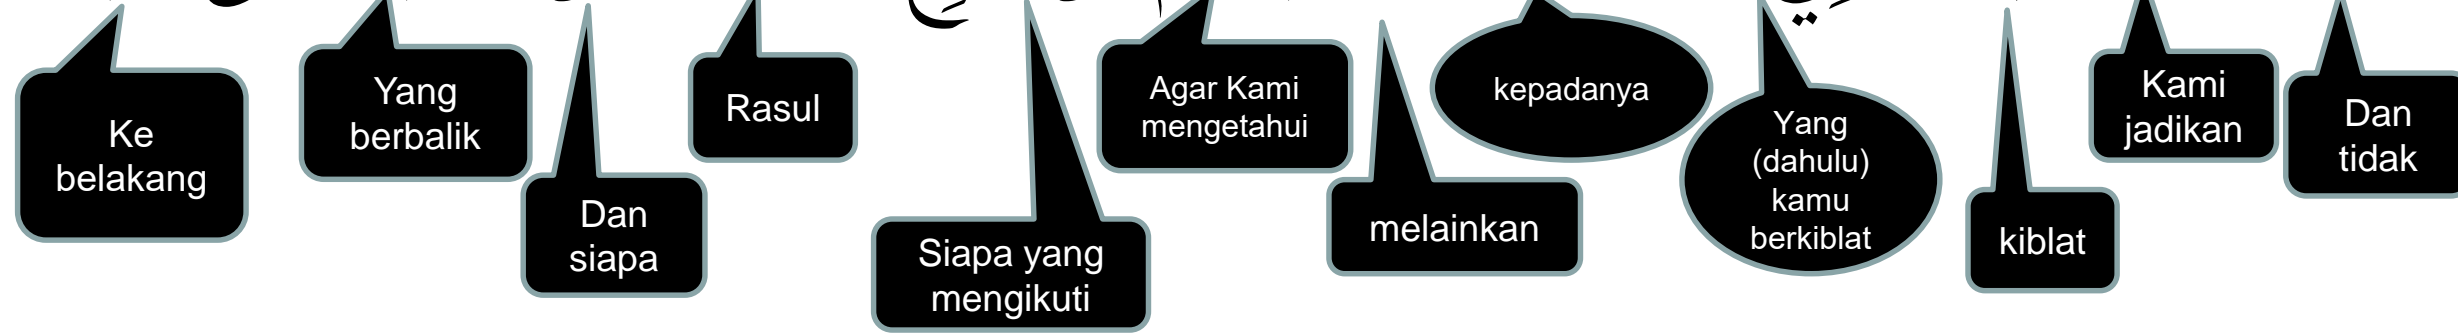 Dan
tidak
Kami
jadikan
kiblat
Yang
(dahulu)
kamu
berkiblat
kepadanya
melainkan
Agar Kami
mengetahui
Siapa yang
mengikuti
Rasul
Dan
siapa
Yang
berbalik
Ke
belakang